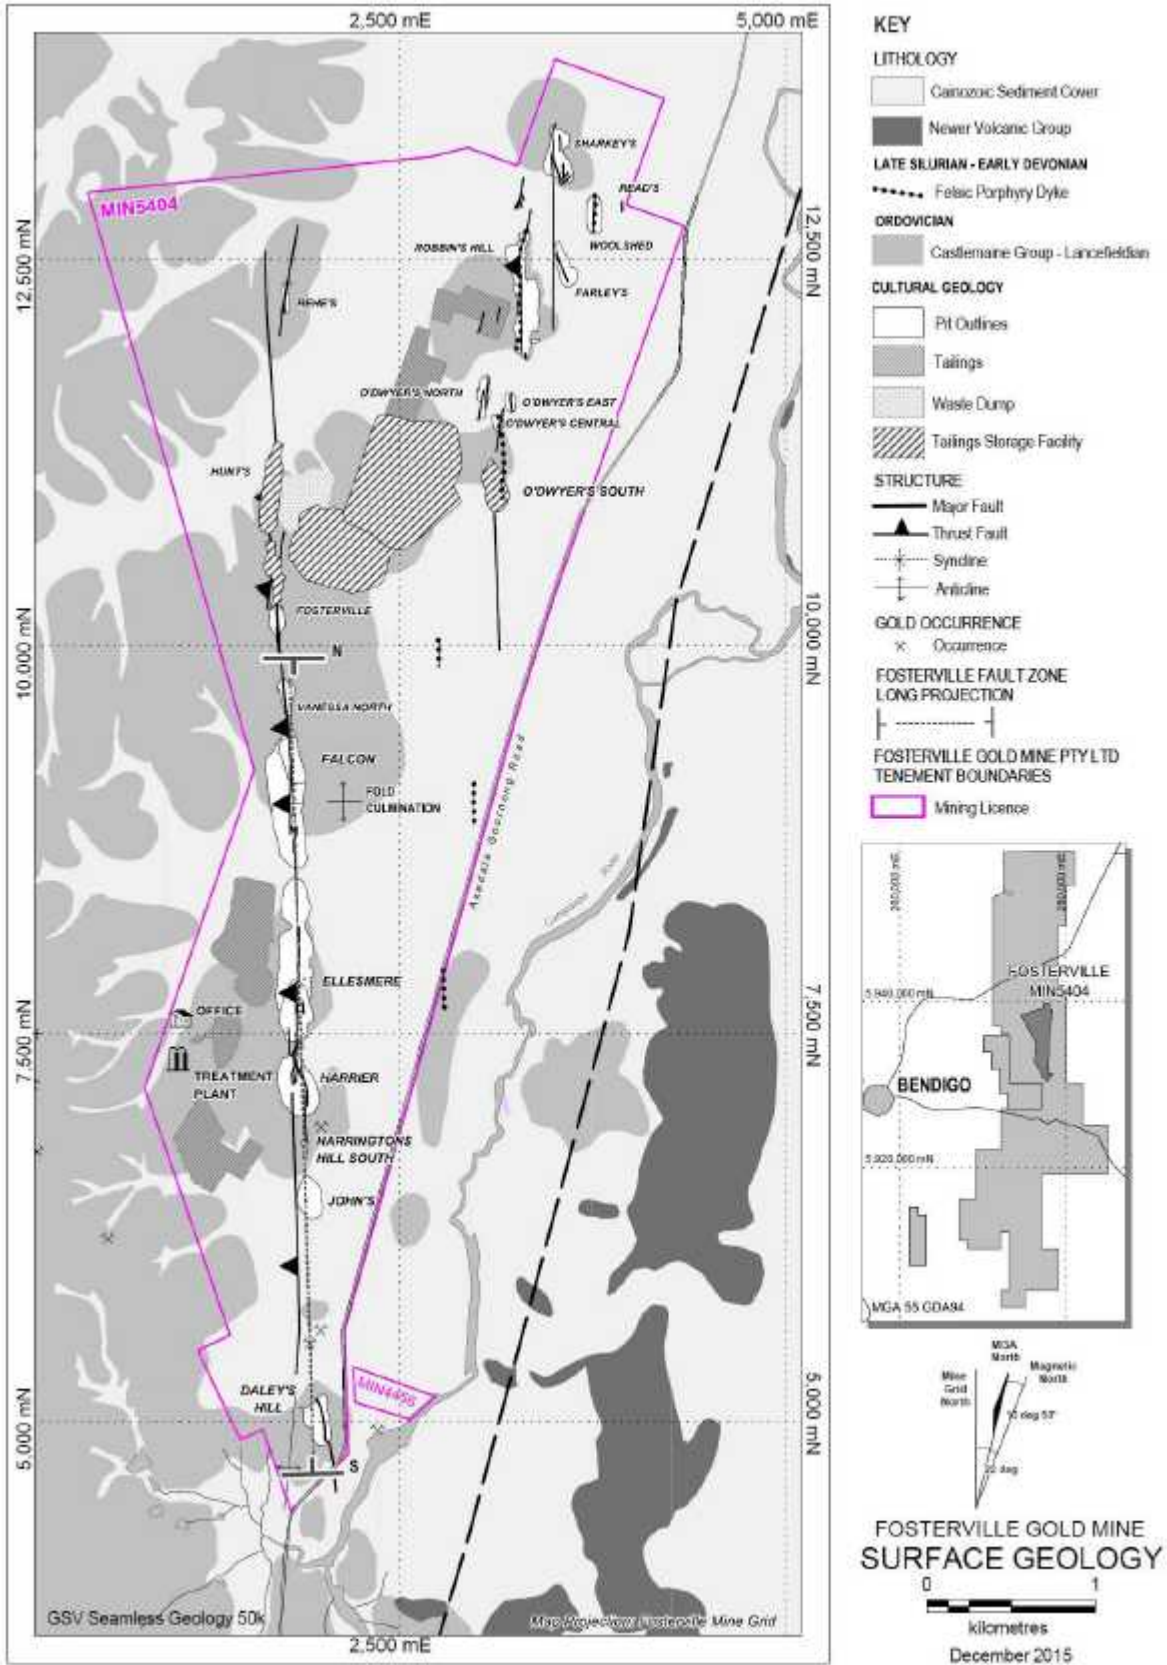 2,500 mE
5,000 mE
MIN5404
SHARKEY'S
READ'S
WOOLSHED
ROBBIN'S HILL
FARLEY'S
12,500 mN
12,500 mN
REHE'S
O'DWYER'S NORTH
O'DWYER'S EAST
O'DWYER'S CENTRAL
HUNT'S
O'DWYER'S SOUTH
FOSTERVILLE
10,000 mN
10,000 mN
N
VANESSA NORTH
FALCON
FOLD
CULMINATION
Axedale Goornong Road
River
ELLESMERE
OFFICE
7,500 mN
7,500 mN
TREATMENT
PLANT
HARRIER
HARRINGTONS
HILL SOUTH
JOHN'S
DALEY'S
HILL
MIN4456
5,000 mN
5,000 mN
S
GSV Seamless Geology 50k
Map Projection: Fosterville Mine Grid
2,500 mE
KEY
LITHOLOGY
Cainozoic Sediment Cover
Newer Volcanic Group
LATE SILURIAN - EARLY DEVONIAN
Felsic Porphyry Dyke
ORDOVICIAN
Castlemaine Group - Lancefieldian
CULTURAL GEOLOGY
Pit Outlines
Tailings
Waste Dump
Tailings Storage Facility
STRUCTURE
Major Fault
Thrust Fault
Syncline
Anticline
GOLD OCCURRENCE
Occurrence
FOSTERVILLE FAULT ZONE
LONG PROJECTION
FOSTERVILLE GOLD MINE PTY LTD
TENEMENT BOUNDARIES
Mining Licence
FOSTERVILLE
MIN5404
5 940,000 mN
BENDIGO
5 920,000 mN
MGA 55 GDA94
MGA
North
Magnetic
North
Mine
Grid
North
FOSTERVILLE GOLD MINE
SURFACE GEOLOGY
0 1
kilometres
December 2015